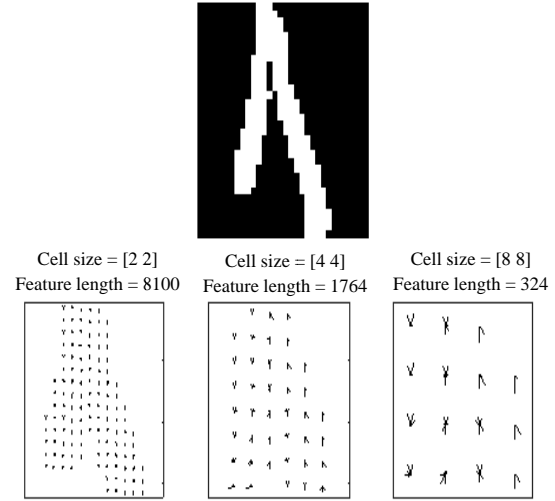 Cell size = [2 2]
Feature length = 8100
Cell size = [4 4]
Feature length = 1764
Cell size = [8 8]
Feature length = 324